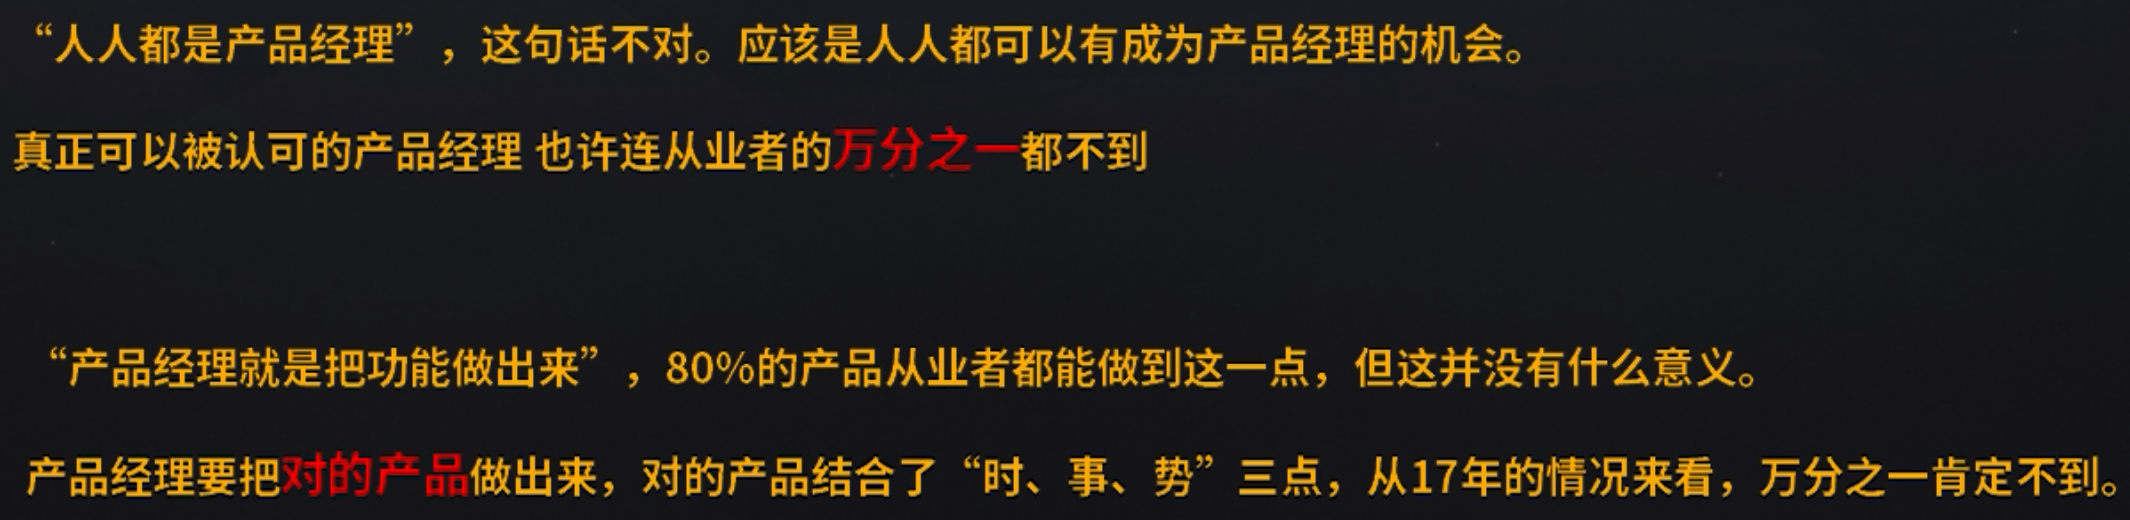 “人人都是产品经理”，这句话不对。应该是人人都可以有成为产品经理的机会。
真正可以被认可的产品经理 也许连从业者的万分之一都不到
“产品经理就是把功能做出来”，80%的产品从业者都能做到这一点，但这并没有什么意义。
产品经理要把对的产品做出来，对的产品结合了“时、事、势”三点，从17年的情况来看，万分之一肯定不到。